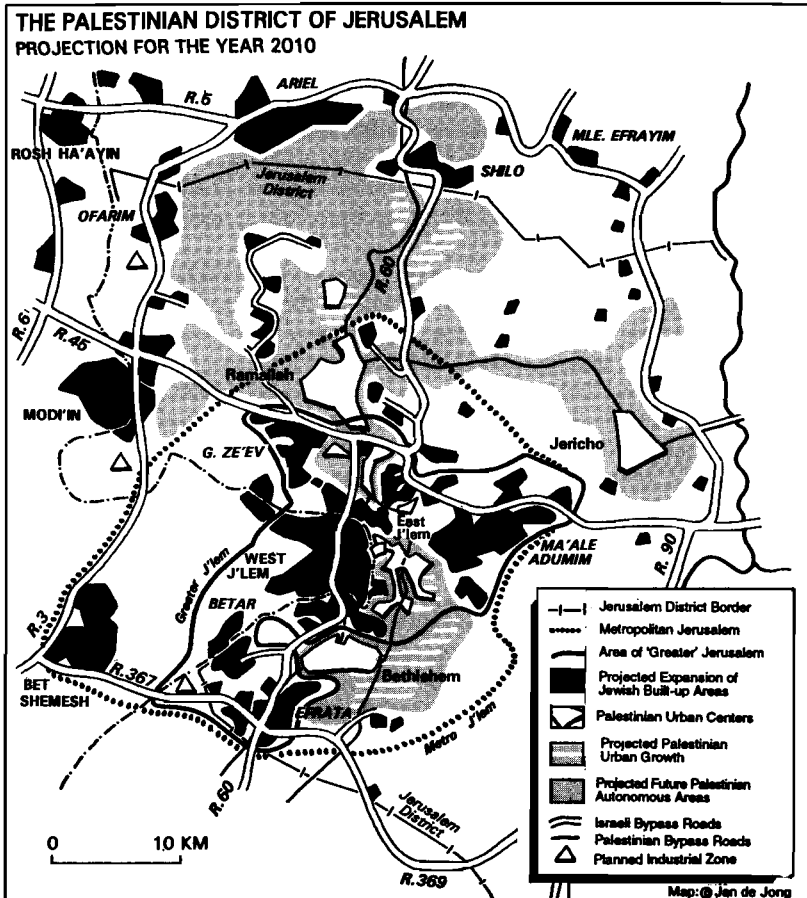 THE PALESTINIAN DISTRICT OF JERUSALEM
PROJECTION FOR THE YEAR 2010
ARIEL
R.5
ROSH HA'AYIN
MLE. EFRAYIM
SHILO
Jerusalem
District
OFARIM
R.60
R.6
R.45
Ramallah
MODI'IN
Jericho
G. ZE'EV
East
J'lem
WEST
J'LEM
MA'ALE
ADUMIM
R. 90
Greater J'lem
BETAR
R.3
R.367
BET
SHEMESH
Bethlehem
EFRATA
Metro J'lem
R.60
Jerusalem
District
R.369
0 10 KM
Jerusalem District Border
Metropolitan Jerusalem
Area of 'Greater' Jerusalem
Projected Expansion of
Jewish Built-up Areas
Palestinian Urban Centers
Projected Palestinian
Urban Growth
Projected Future Palestinian
Autonomous Areas
Israeli Bypass Roads
Palestinian Bypass Roads
Planned Industrial Zone
Map:© Jan de Jong